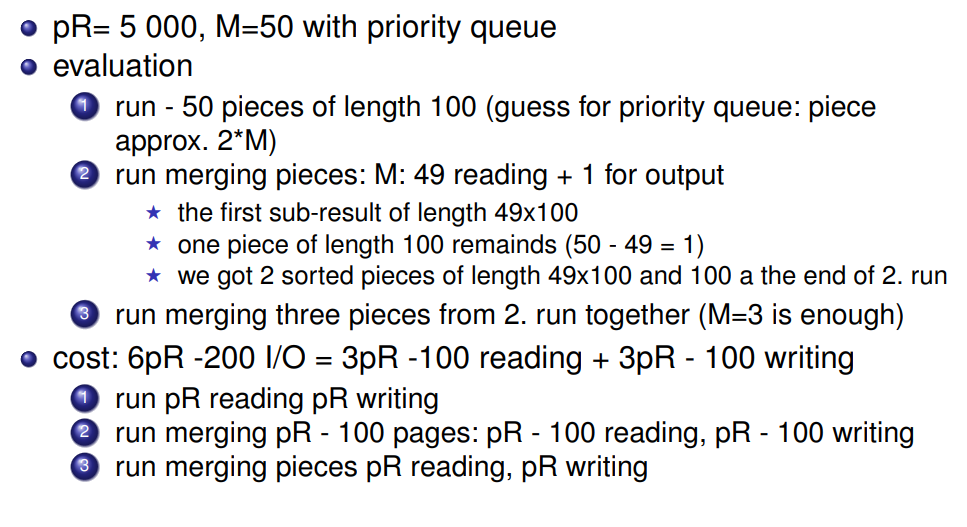 pR= 5 000, M=50 with priority queue
evaluation
1 run - 50 pieces of length 100 (guess for priority queue: piece
approx. 2*M)
2 run merging pieces: M: 49 reading + 1 for output
★ the first sub-result of length 49x100
★ one piece of length 100 remainds (50 - 49 = 1)
★ we got 2 sorted pieces of length 49x100 and 100 a the end of 2. run
3 run merging three pieces from 2. run together (M=3 is enough)
cost: 6pR -200 I/O = 3pR -100 reading + 3pR - 100 writing
1 run pR reading pR writing
2 run merging pR - 100 pages: pR - 100 reading, pR - 100 writing
3 run merging pieces pR reading, pR writing